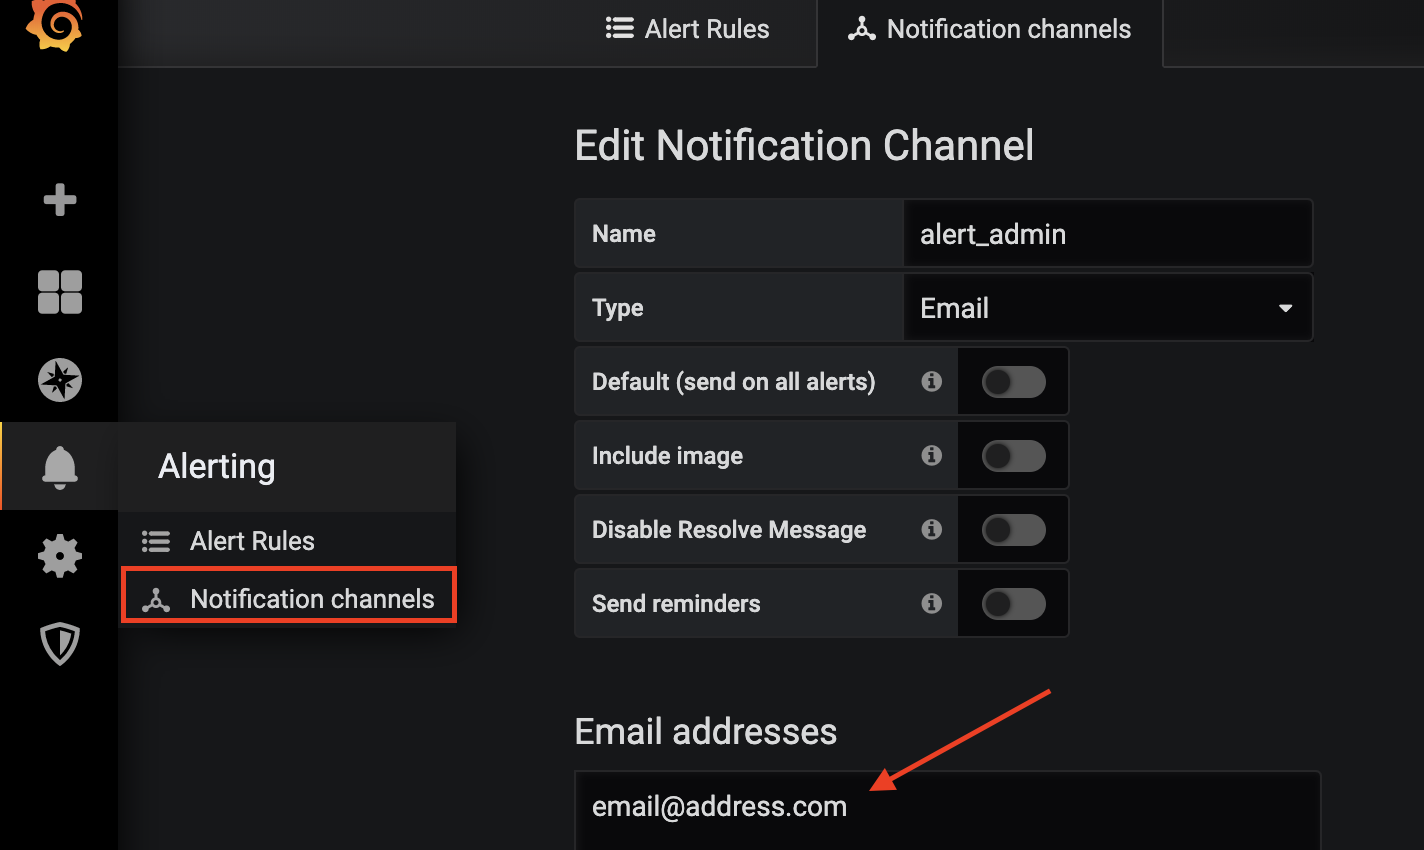 Alert Rules
Notification channels
Edit Notification Channel
Name
alert_admin
Type
Email
Default (send on all alerts)
Include image
Disable Resolve Message
Send reminders
Alerting
Alert Rules
Notification channels
Email addresses
email@address.com